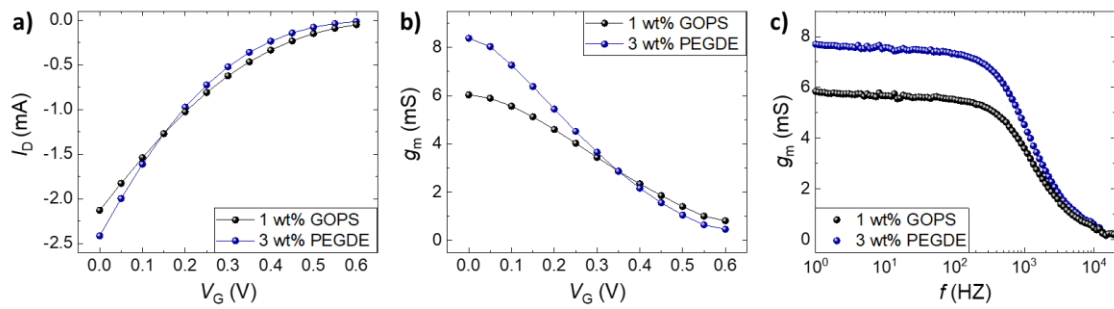 a)
0.0
-0.5
-1.0
-1.5
-2.0
-2.5
I_D (mA)
1 wt% GOPS
3 wt% PEGDE
0.0 0.1 0.2 0.3 0.4 0.5 0.6
V_G (V)
b)
8
6
4
2
0
g_m (mS)
1 wt% GOPS
3 wt% PEGDE
0.0 0.1 0.2 0.3 0.4 0.5 0.6
V_G (V)
c)
8
6
4
2
0
g_m (mS)
1 wt% GOPS
3 wt% PEGDE
10^0 10^1 10^2 10^3 10^4
f (HZ)